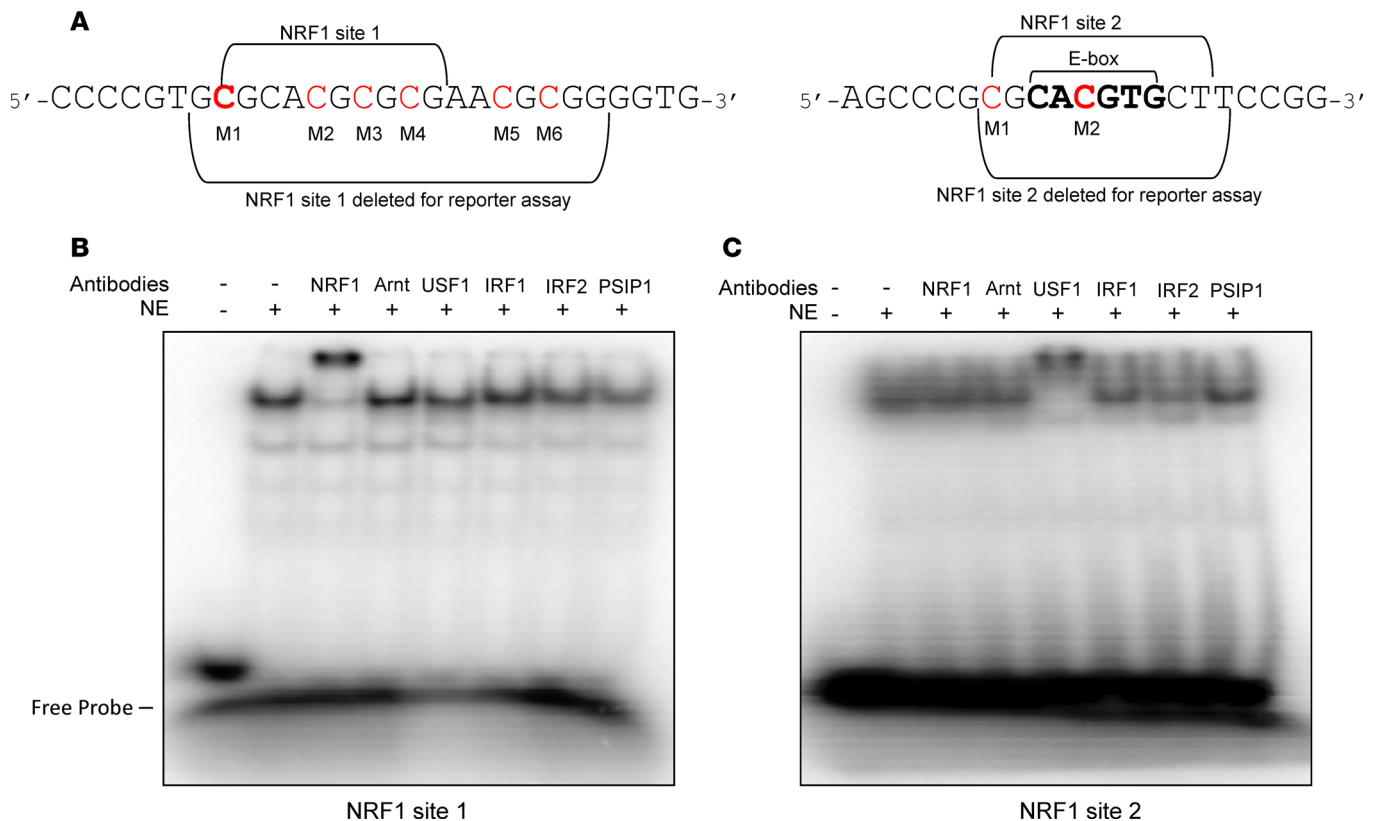 A
NRF1 site 1
5′-CCCCGTGCGCACGCGCGAACGCGGGGTG-3′
M1 M2 M3 M4 M5 M6
NRF1 site 1 deleted for reporter assay
NRF1 site 2
E-box
5′-AGCCCGCGCACGTGCTTCCGG-3′
M1 M2
NRF1 site 2 deleted for reporter assay
B
Antibodies - - NRF1 Arnt USF1 IRF1 IRF2 PSIP1
NE - + + + + + + +
Free Probe
NRF1 site 1
C
Antibodies - - NRF1 Arnt USF1 IRF1 IRF2 PSIP1
NE - + + + + + + +
NRF1 site 2